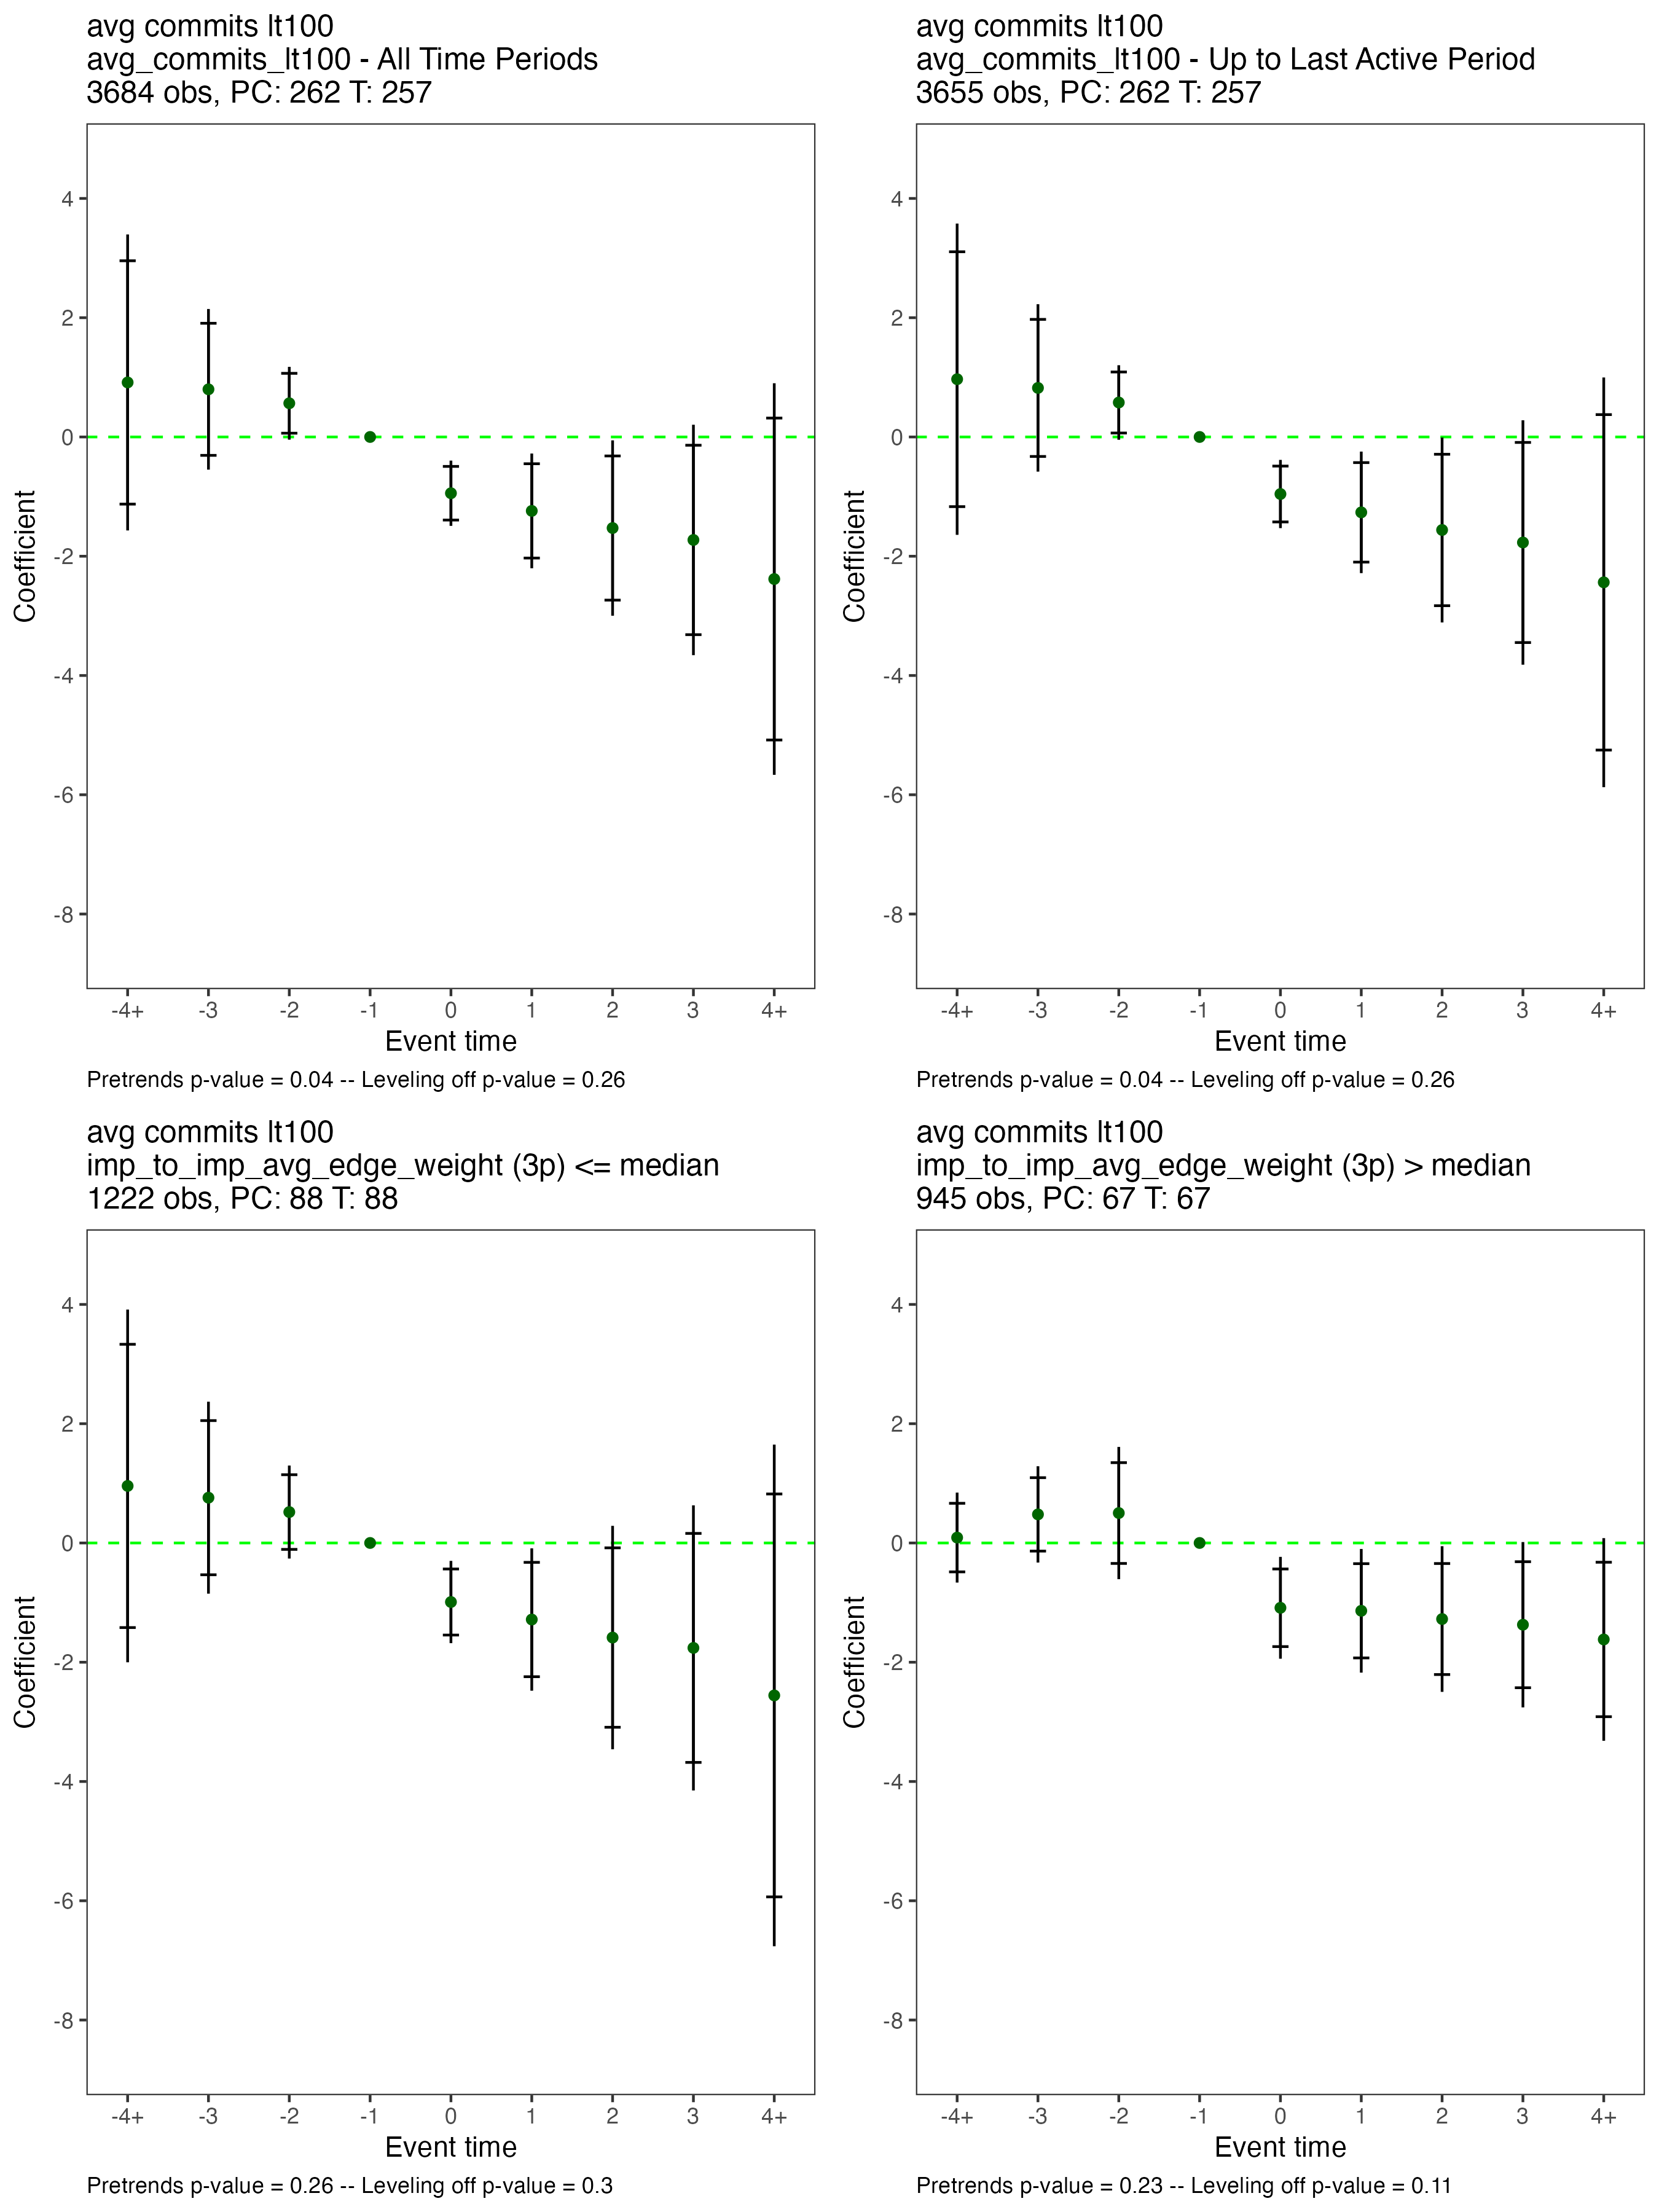 avg commits lt100
avg_commits_lt100 - All Time Periods
3684 obs, PC: 262 T: 257
4
2
0
-2
-4
-6
-8
Coefficient
-4+ -3 -2 -1 0 1 2 3 4+
Event time
Pretrends p-value = 0.04 -- Leveling off p-value = 0.26
avg commits lt100
avg_commits_lt100 - Up to Last Active Period
3655 obs, PC: 262 T: 257
4
2
0
-2
-4
-6
-8
Coefficient
-4+ -3 -2 -1 0 1 2 3 4+
Event time
Pretrends p-value = 0.04 -- Leveling off p-value = 0.26
avg commits lt100
imp_to_imp_avg_edge_weight (3p) <= median
1222 obs, PC: 88 T: 88
4
2
0
-2
-4
-6
-8
Coefficient
-4+ -3 -2 -1 0 1 2 3 4+
Event time
Pretrends p-value = 0.26 -- Leveling off p-value = 0.3
avg commits lt100
imp_to_imp_avg_edge_weight (3p) > median
945 obs, PC: 67 T: 67
4
2
0
-2
-4
-6
-8
Coefficient
-4+ -3 -2 -1 0 1 2 3 4+
Event time
Pretrends p-value = 0.23 -- Leveling off p-value = 0.11